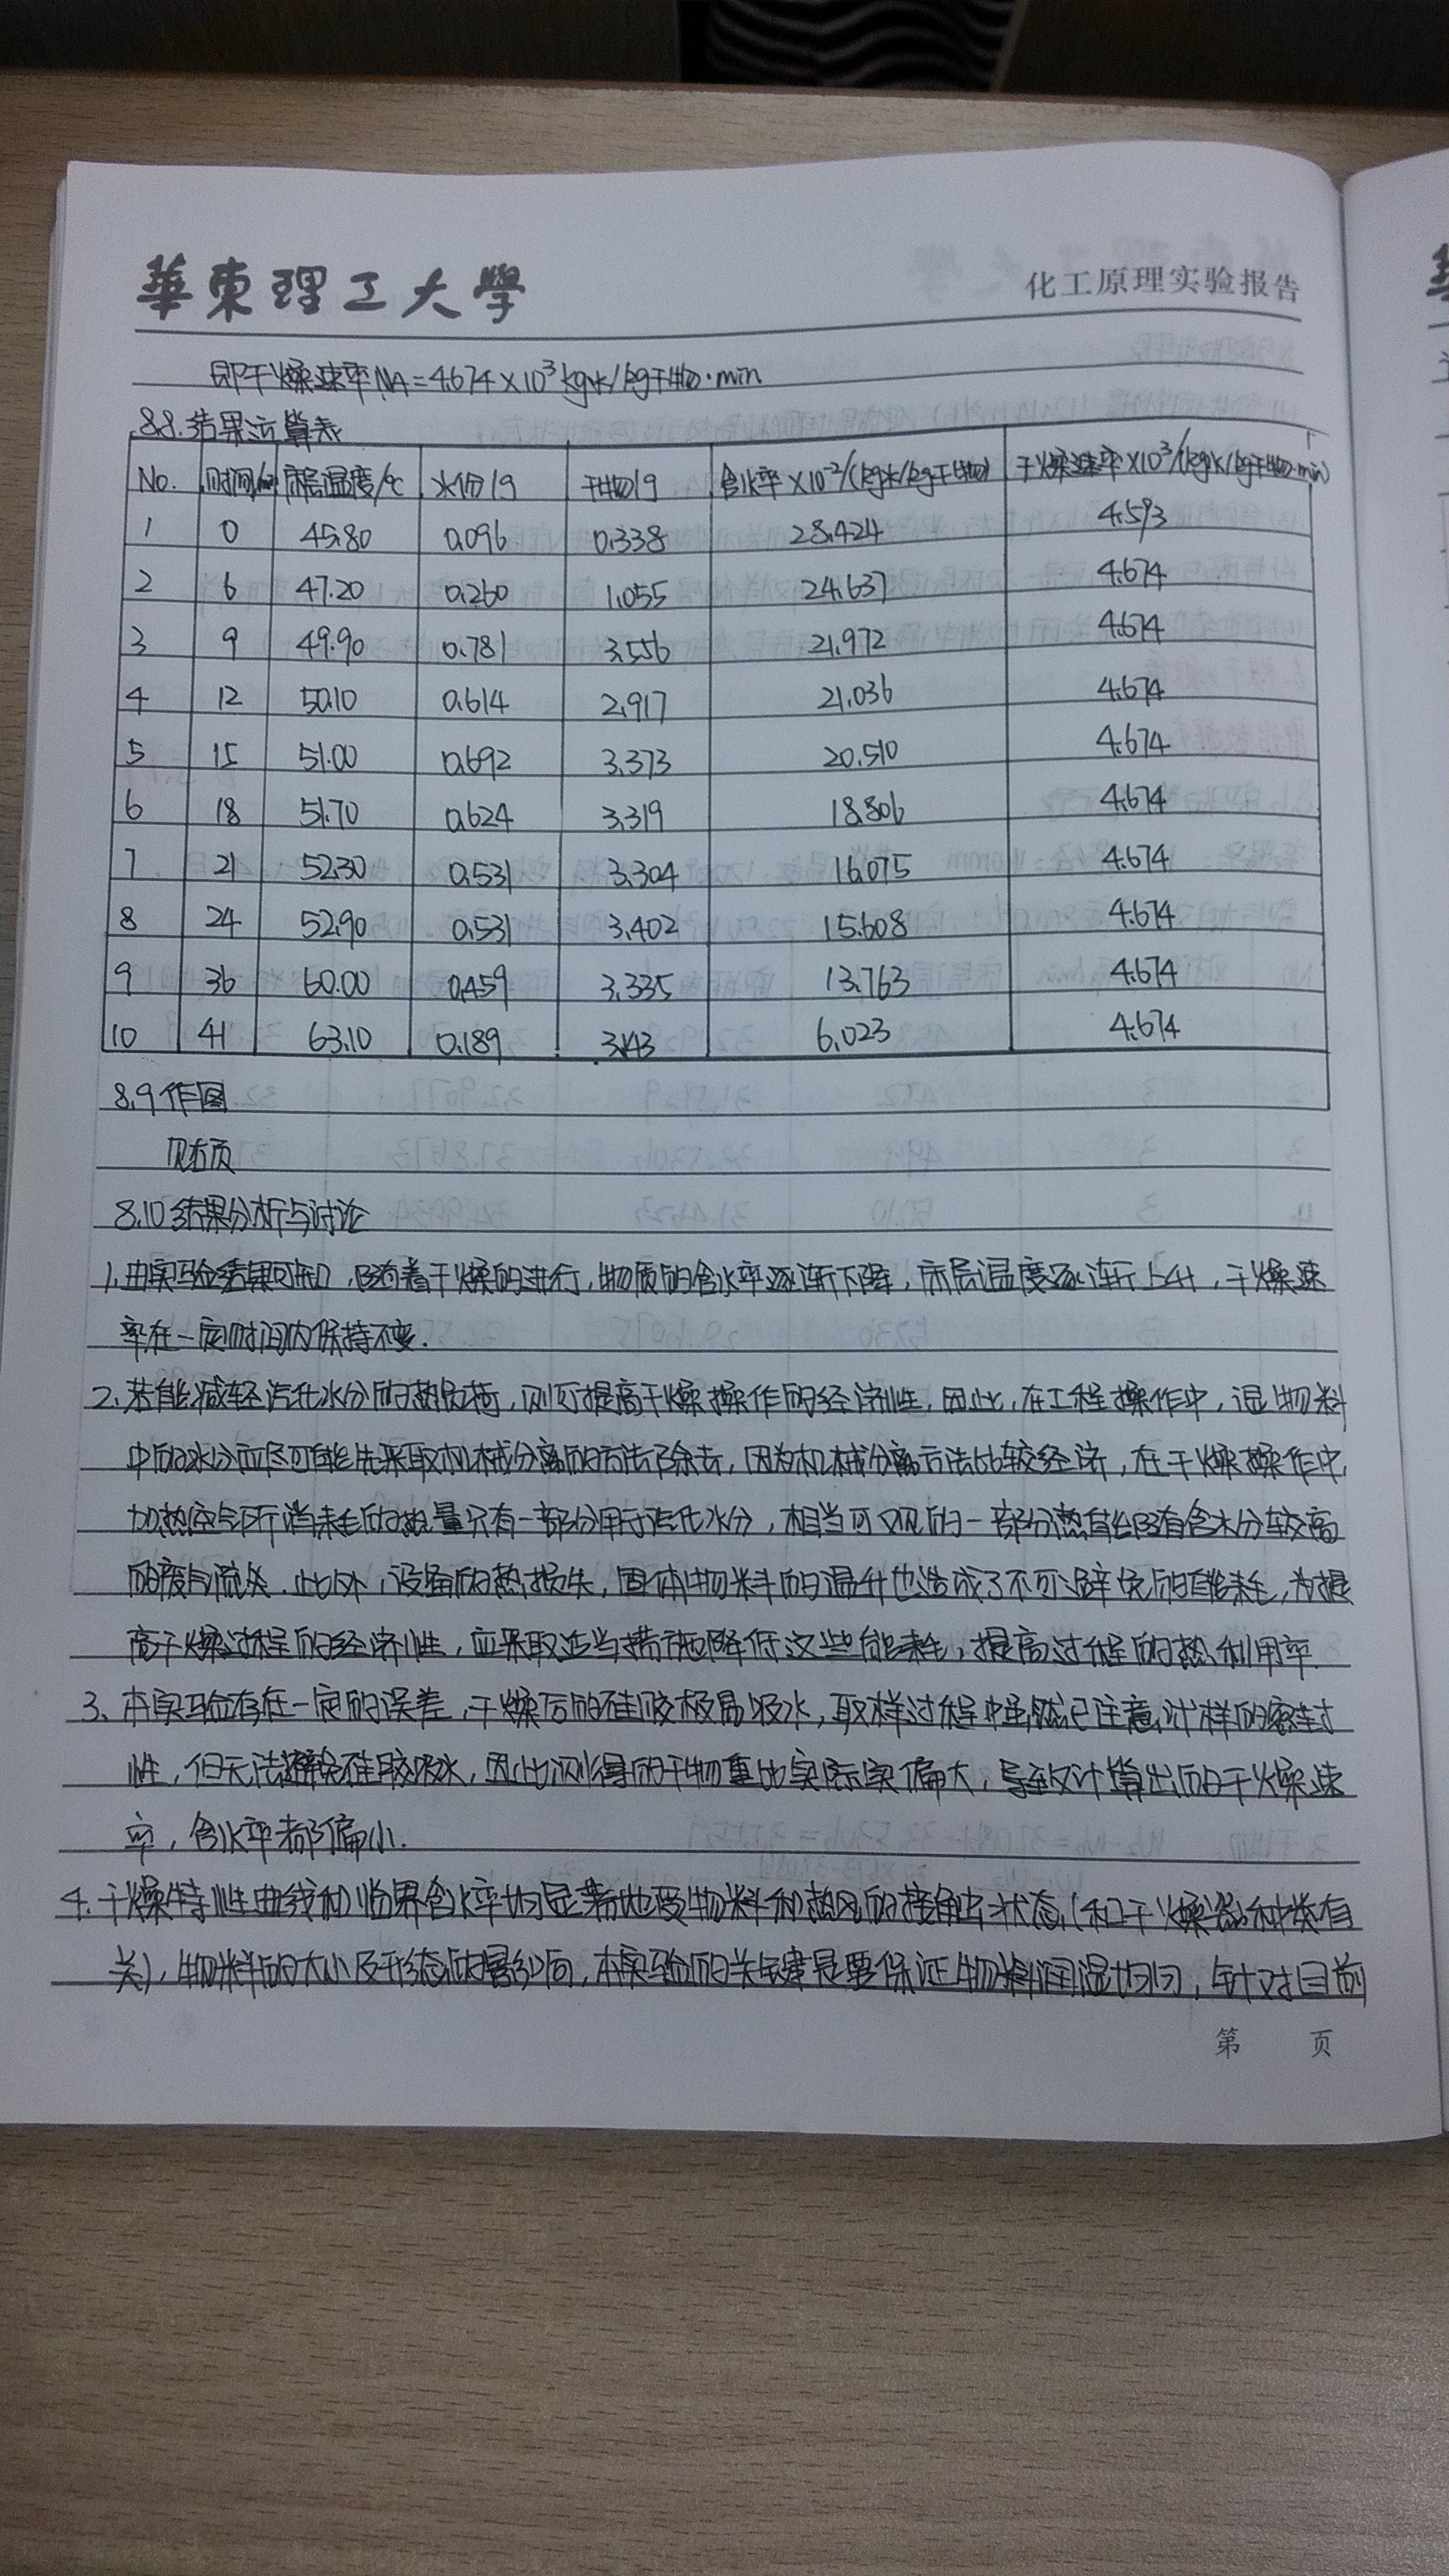 華東理工大學
化工原理实验报告
即干燥速率NA=4.674×10³kg水/kg干物·min
8.8.结果运算表
No. 时间/min 床层温度/℃ 水份/g 干物/g 含水率×10⁻²/(kg水/kg干物) 干燥速率×10³/(kg水/kg干物·min)
1 0 45.80 0.096 0.338 28.424 4.593
2 6 47.20 0.260 1.055 24.637 4.674
3 9 49.90 0.781 3.556 21.972 4.674
4 12 50.10 0.614 2.917 21.036 4.674
5 15 51.00 0.692 3.373 20.510 4.674
6 18 51.70 0.624 3.319 18.806 4.674
7 21 52.30 0.531 3.304 16.075 4.674
8 24 52.90 0.531 3.402 15.608 4.674
9 36 60.00 0.459 3.335 13.763 4.674
10 41 63.10 0.189 3.143 6.023 4.674
8.9作图
见右页
8.10结果分析与讨论
1.由实验结果可知,随着干燥的进行,物质的含水率逐渐下降,床层温度逐渐上升,干燥速
率在一定时间内保持不变.
2.若能减轻汽化水分的热负荷,则可提高干燥操作的经济性,因此,在工程操作中,湿物料
中的水分应尽可能先采取机械分离的方法除去,因为机械分离方法比较经济,在干燥操作中,
加热空气所消耗的热量只有一部分用于汽化水分,相当可观的一部分热能随含水分较高
的废气流失.此外,设备的热损失,固体物料的温升也造成了不可避免的能耗,为提
高干燥过程的经济性,应采取适当措施降低这些能耗,提高过程的热利用率.
3、本实验存在一定的误差,干燥后的硅胶极易吸水,取样过程中虽然已注意试样的密封
性,但无法避免硅胶吸水,因此测得的干物重比实际实偏大,导致计算出的干燥速
率,含水率都偏小.
4.干燥特性曲线和临界含水率均显著地受物料和热风的接触状态,(和干燥器种类有
关),物料的大小及形态的影响,本实验的关键是要保证物料润湿均匀,针对目前
第 页